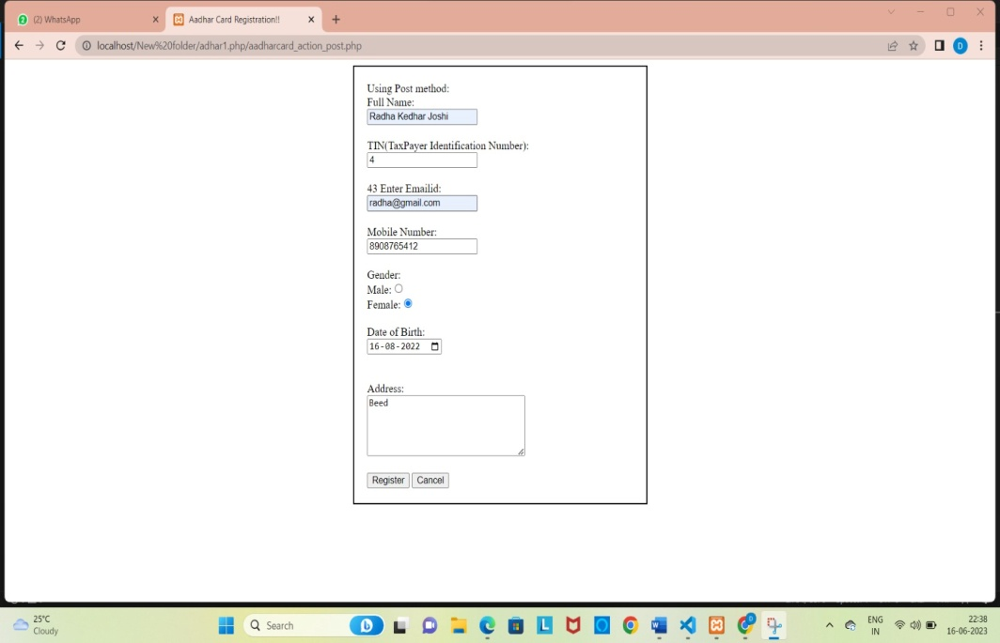 (2) WhatsApp
Aadhar Card Registration!!
localhost/New%20folder/adhar1.php/aadharcard_action_post.php
D
Using Post method:
Full Name:
Radha Kedhar Joshi
TIN(TaxPayer Identification Number):
4
43 Enter Emailid:
radha@gmail.com
Mobile Number:
8908765412
Gender:
Male:
Female:
Date of Birth:
16-08-2022
Address:
Beed
Register Cancel
25°C
Cloudy
Search
ENG
IN
22:38
16-06-2023